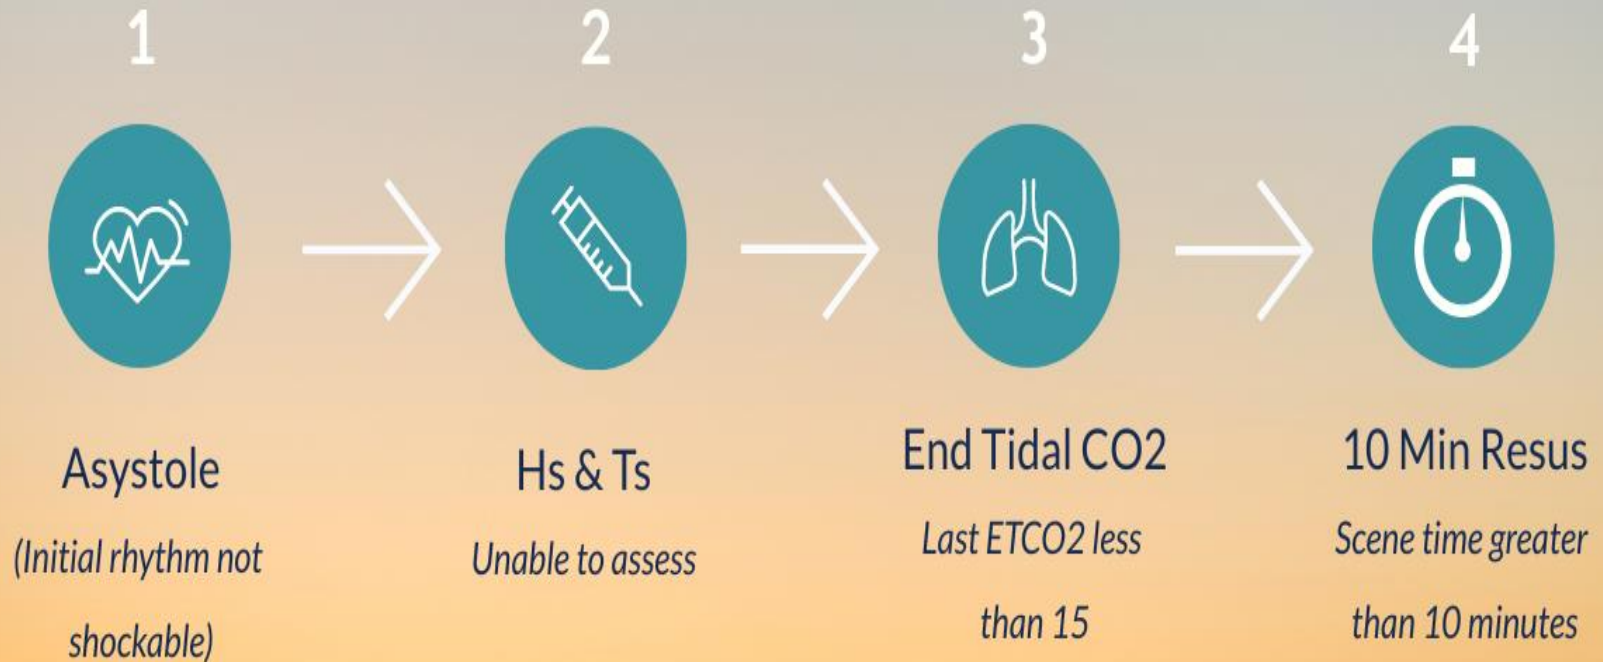 1
2
3
4
Asystole
(Initial rhythm not
shockable)
Hs & Ts
Unable to assess
End Tidal CO2
Last ETCO2 less
than 15
10 Min Resus
Scene time greater
than 10 minutes